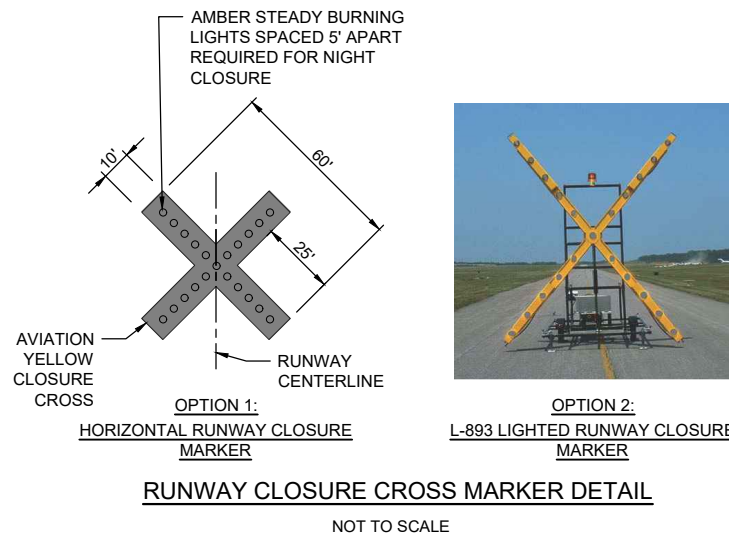 AMBER STEADY BURNING
LIGHTS SPACED 5' APART
REQUIRED FOR NIGHT
CLOSURE
10'
60'
25'
AVIATION
YELLOW
CLOSURE
CROSS
RUNWAY
CENTERLINE
OPTION 1:
HORIZONTAL RUNWAY CLOSURE
MARKER
OPTION 2:
L-893 LIGHTED RUNWAY CLOSURE
MARKER
RUNWAY CLOSURE CROSS MARKER DETAIL
NOT TO SCALE